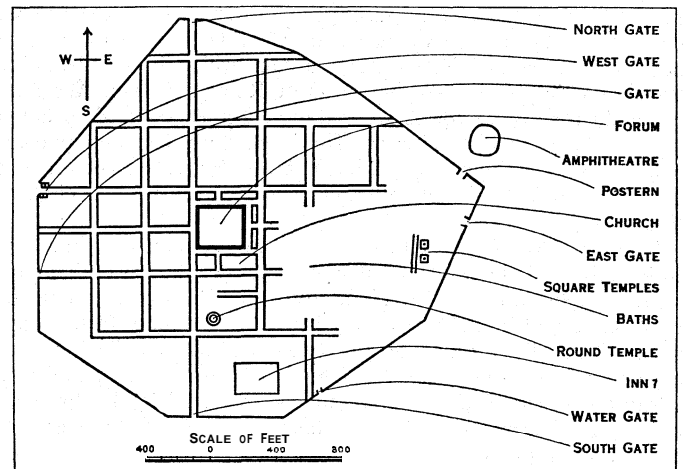 NORTH GATE
W E
WEST GATE
S
GATE
FORUM
AMPHITHEATRE
POSTERN
CHURCH
EAST GATE
SQUARE TEMPLES
BATHS
ROUND TEMPLE
INN ?
WATER GATE
SCALE OF FEET
SOUTH GATE
400 0 400 800